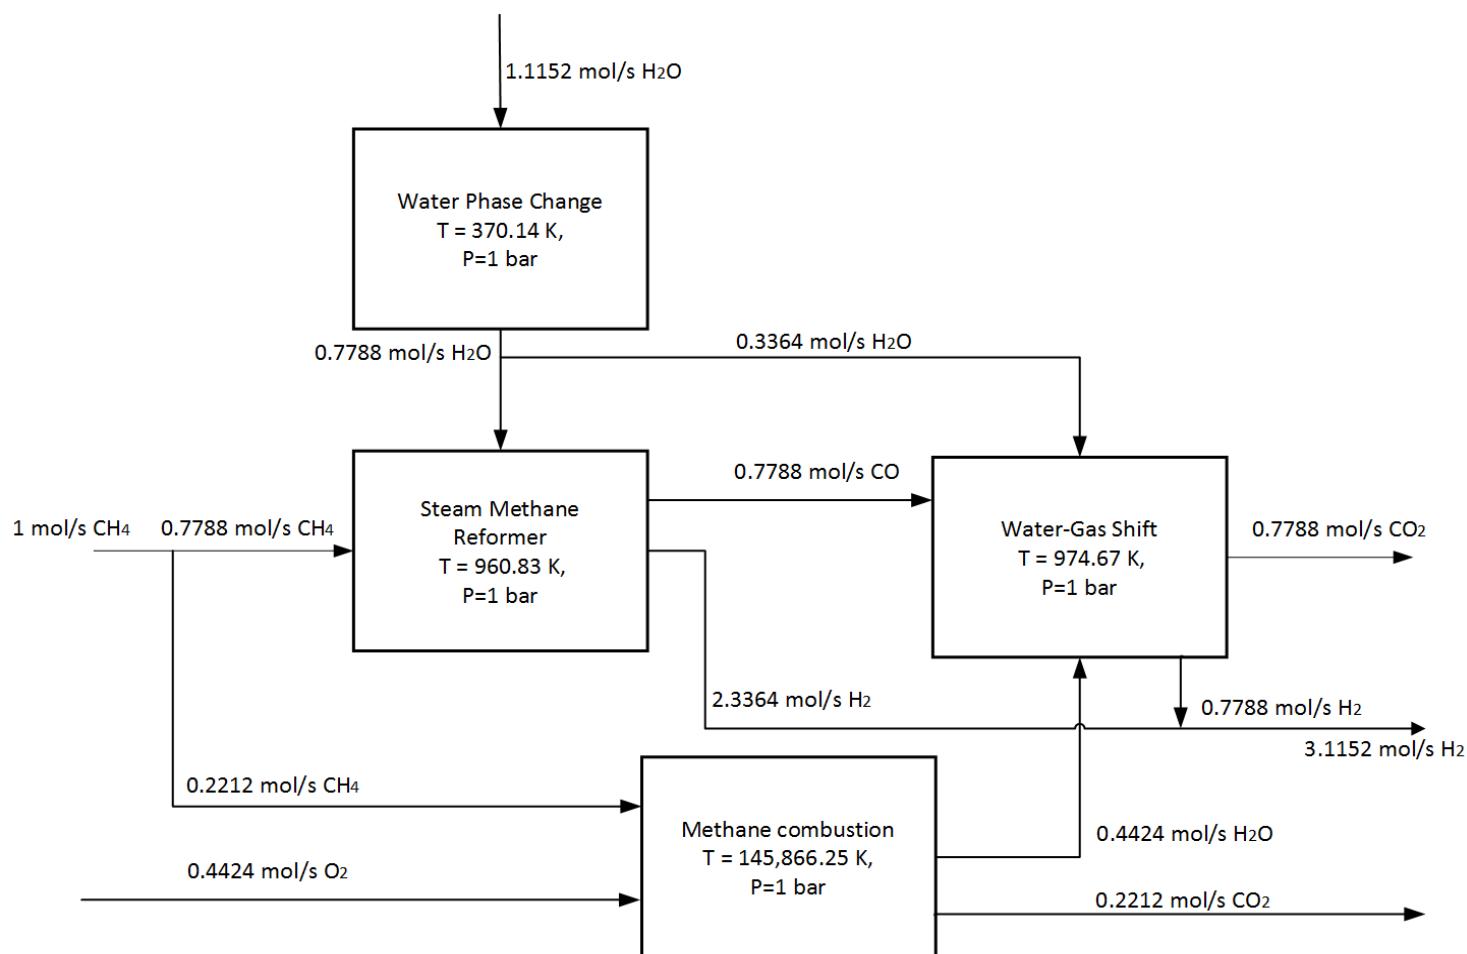 1.1152 mol/s H2O
Water Phase Change
T = 370.14 K,
P=1 bar
0.7788 mol/s H2O
0.3364 mol/s H2O
Steam Methane
Reformer
T = 960.83 K,
P=1 bar
1 mol/s CH4
0.7788 mol/s CH4
0.7788 mol/s CO
Water-Gas Shift
T = 974.67 K,
P=1 bar
0.7788 mol/s CO2
2.3364 mol/s H2
0.7788 mol/s H2
3.1152 mol/s H2
0.2212 mol/s CH4
Methane combustion
T = 145,866.25 K,
P=1 bar
0.4424 mol/s H2O
0.4424 mol/s O2
0.2212 mol/s CO2